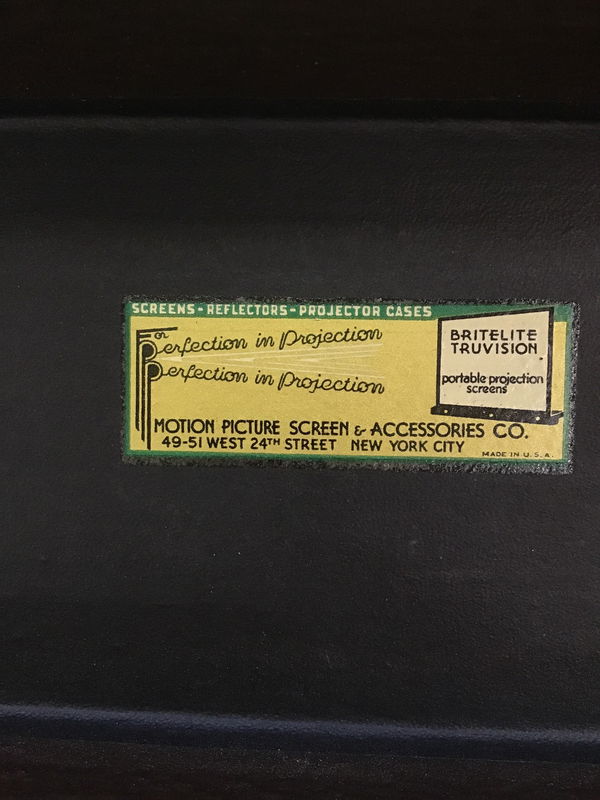 SCREENS - REFLECTORS - PROJECTOR CASES
For
Perfection in Projection
Perfection in Projection
BRITELITE
TRUVISION
portable projection
screens
MOTION PICTURE SCREEN & ACCESSORIES CO.
49-51 WEST 24TH STREET NEW YORK CITY
MADE IN U.S.A.